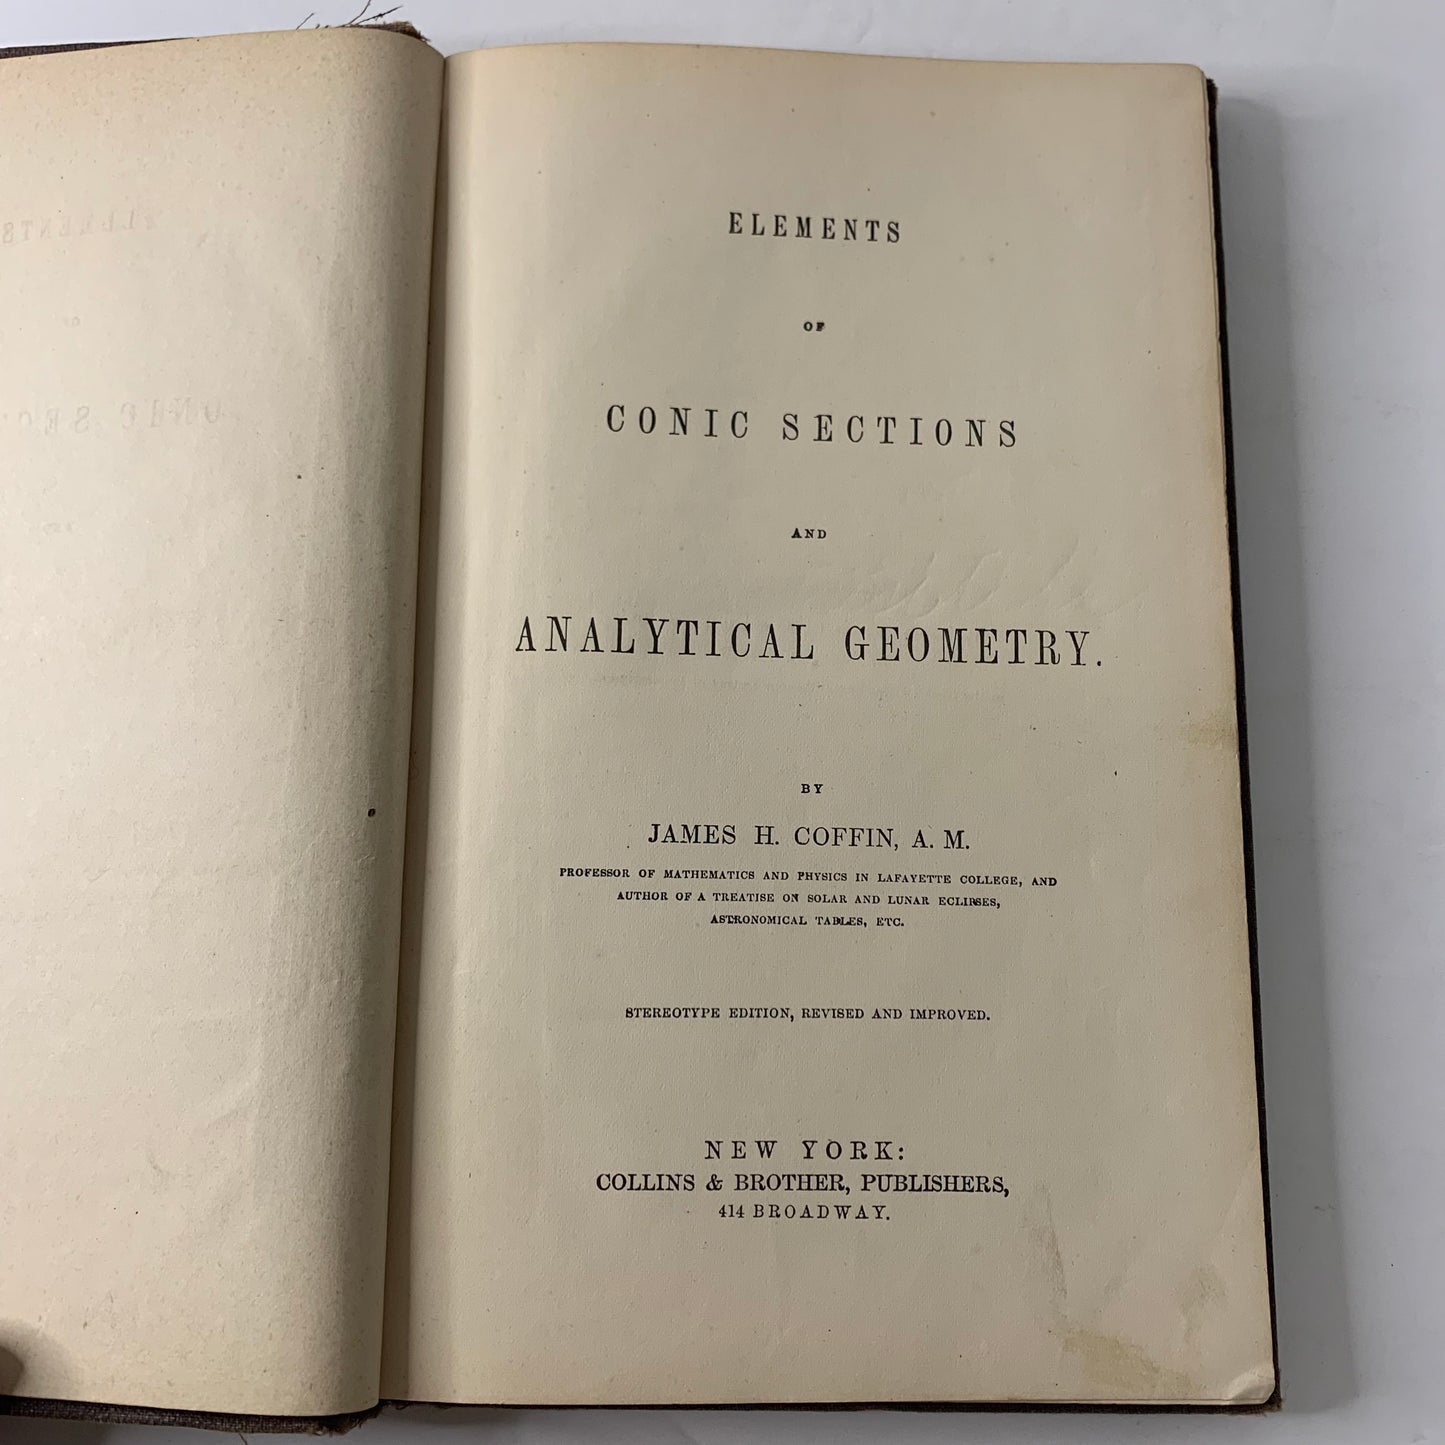 ELEMENTS
OF
CONIC SECTIONS
AND
ANALYTICAL GEOMETRY.
BY
JAMES H. COFFIN, A. M.
PROFESSOR OF MATHEMATICS AND PHYSICS IN LAFAYETTE COLLEGE, AND
AUTHOR OF A TREATISE ON SOLAR AND LUNAR ECLIPSES,
ASTRONOMICAL TABLES, ETC.
STEREOTYPE EDITION, REVISED AND IMPROVED.
NEW YORK:
COLLINS & BROTHER, PUBLISHERS,
414 BROADWAY.